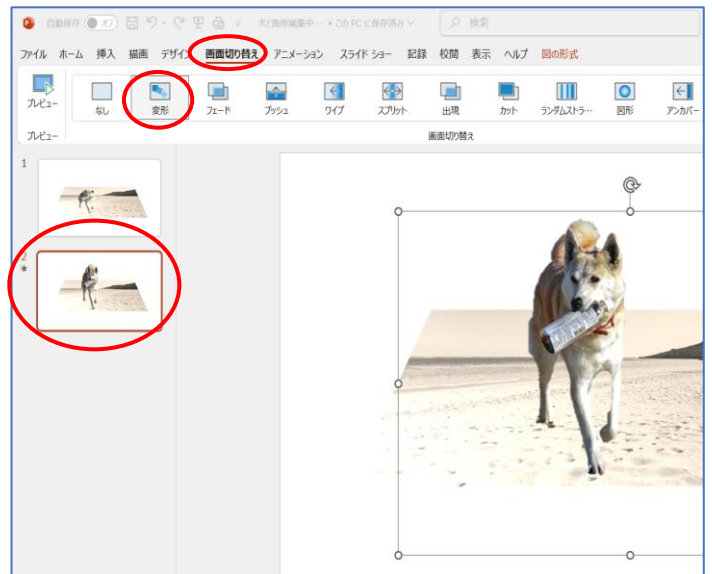 自動保存 オフ 犬と海岸編集中… • この PC に保存済み 検索
ファイル ホーム 挿入 描画 デザイン 画面切り替え アニメーション スライド ショー 記録 校閲 表示 ヘルプ 図の形式
プレビュー なし 変形 フェード プッシュ ワイプ スプリット 出現 カット ランダムストラ… 図形 アンカバー
プレビュー 画面切り替え
1
2